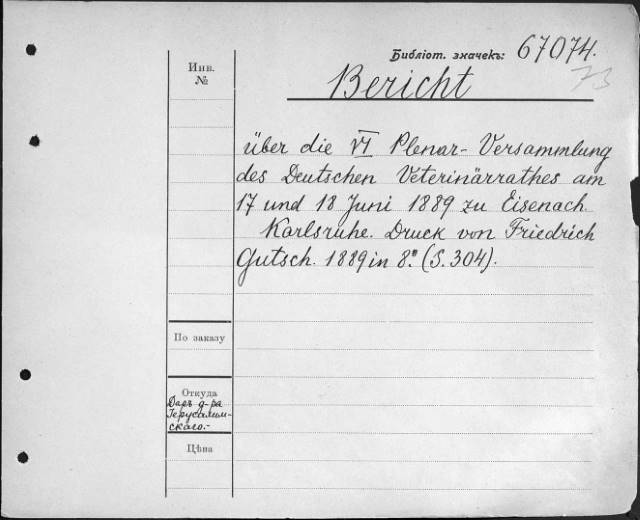 Библіот. значекъ: 67074.
73
Инв.
№
Bericht
über die VI Plenar-Versammlung
des Deutschen Veterinärrathes am
17 und 18 Juni 1889 zu Eisenach
Karlsruhe. Druck von Friedrich
Gutsch. 1889 in 8º (S. 304).
По заказу
Откуда
Даръ д-ра
Іерусалим-
скаго.-
Цѣна